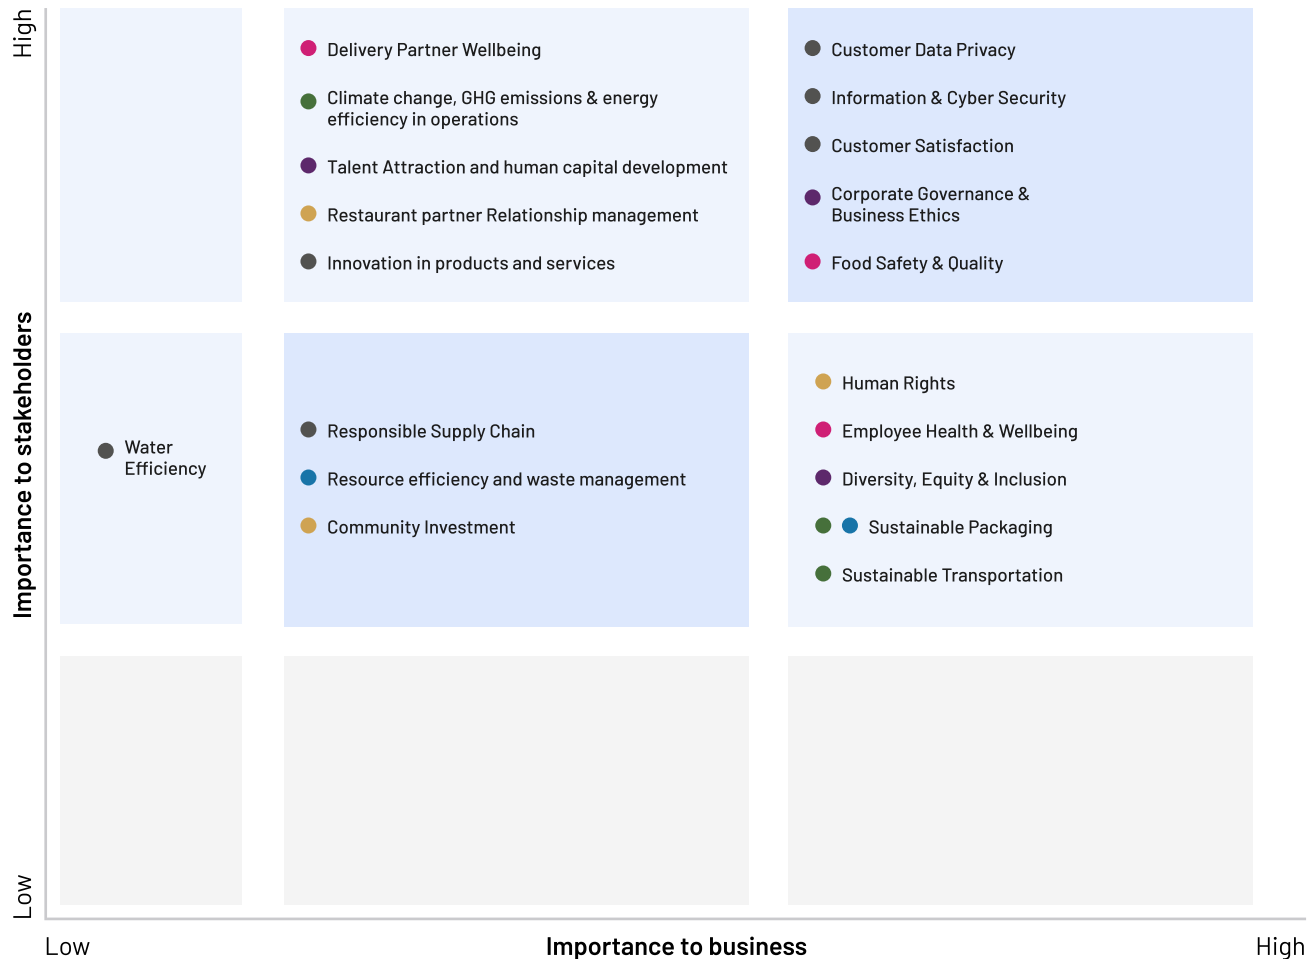 High
Delivery Partner Wellbeing
Climate change, GHG emissions & energy
efficiency in operations
Talent Attraction and human capital development
Restaurant partner Relationship management
Innovation in products and services
Customer Data Privacy
Information & Cyber Security
Customer Satisfaction
Corporate Governance &
Business Ethics
Food Safety & Quality
Importance to stakeholders
Water
Efficiency
Responsible Supply Chain
Resource efficiency and waste management
Community Investment
Human Rights
Employee Health & Wellbeing
Diversity, Equity & Inclusion
Sustainable Packaging
Sustainable Transportation
Low
Low
Importance to business
High